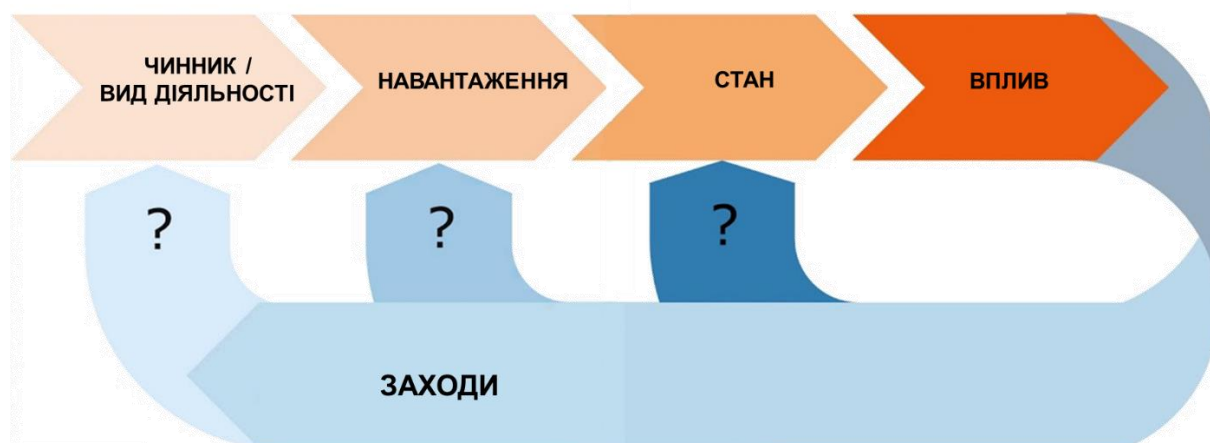 ЧИННИК /
ВИД ДІЯЛЬНОСТІ
НАВАНТАЖЕННЯ
СТАН
ВПЛИВ
?
?
?
ЗАХОДИ